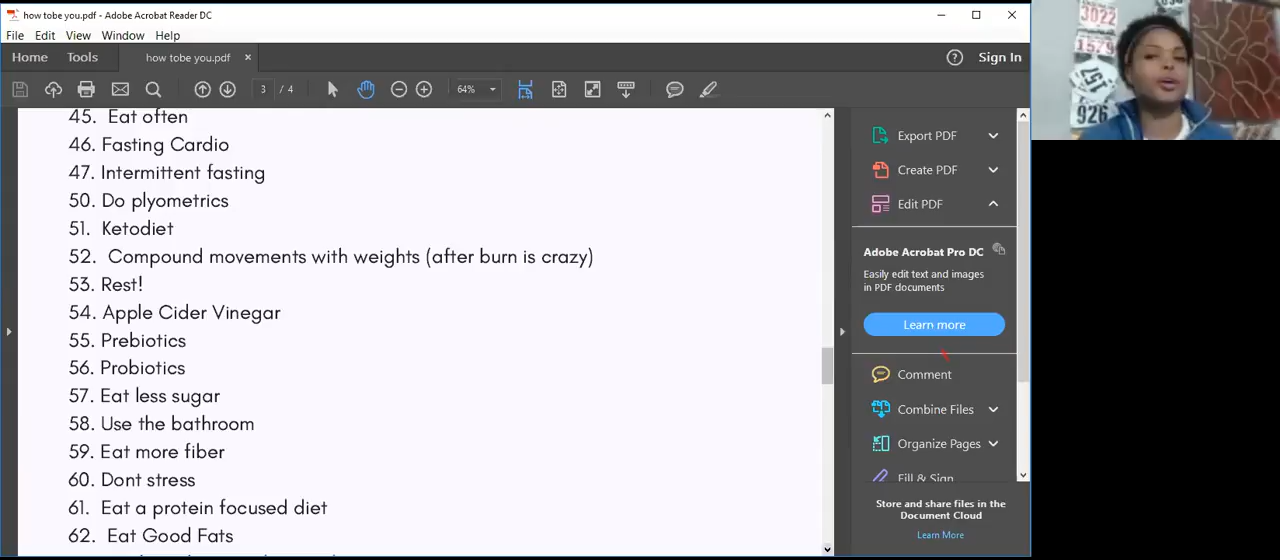 how tobe you.pdf - Adobe Acrobat Reader DC
File Edit View Window Help
Home Tools how tobe you.pdf × Sign In
3 / 4 64%
45. Eat often
46. Fasting Cardio
47. Intermittent fasting
50. Do plyometrics
51. Ketodiet
52. Compound movements with weights (after burn is crazy)
53. Rest!
54. Apple Cider Vinegar
55. Prebiotics
56. Probiotics
57. Eat less sugar
58. Use the bathroom
59. Eat more fiber
60. Dont stress
61. Eat a protein focused diet
62. Eat Good Fats
Export PDF
Create PDF
Edit PDF
Adobe Acrobat Pro DC
Easily edit text and images
in PDF documents
Learn more
Comment
Combine Files
Organize Pages
Fill & Sign
Store and share files in the
Document Cloud
Learn More
3022
1529
926